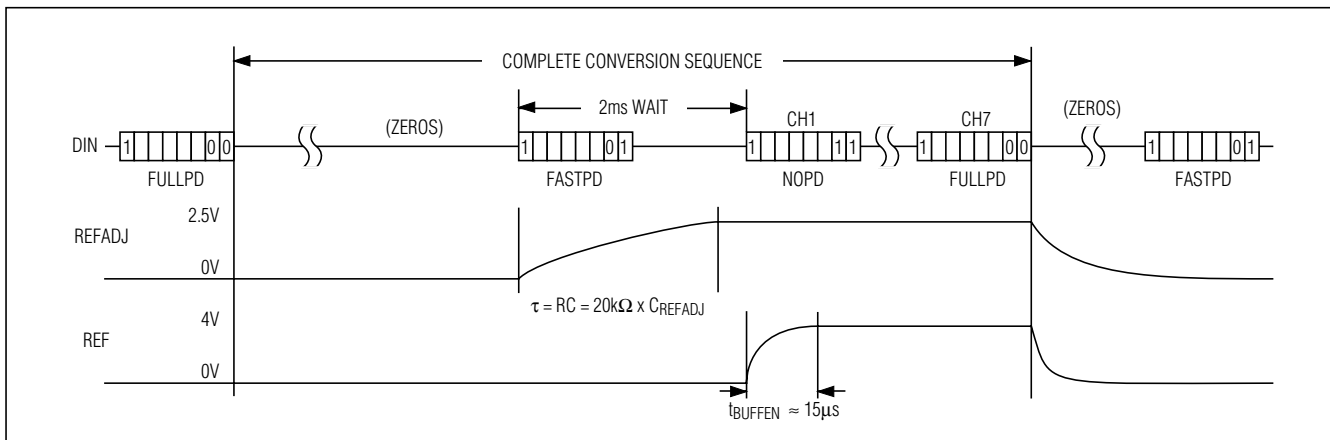 COMPLETE CONVERSION SEQUENCE
2ms WAIT
(ZEROS) CH1 CH7 (ZEROS)
DIN 1 0 0 1 0 1 1 1 1 1 0 0 1 0 1
FULLPD FASTPD NOPD FULLPD FASTPD
2.5V
REFADJ
0V
τ = RC = 20kΩ x CREFADJ
4V
REF
0V
tBUFFEN ≈ 15µs